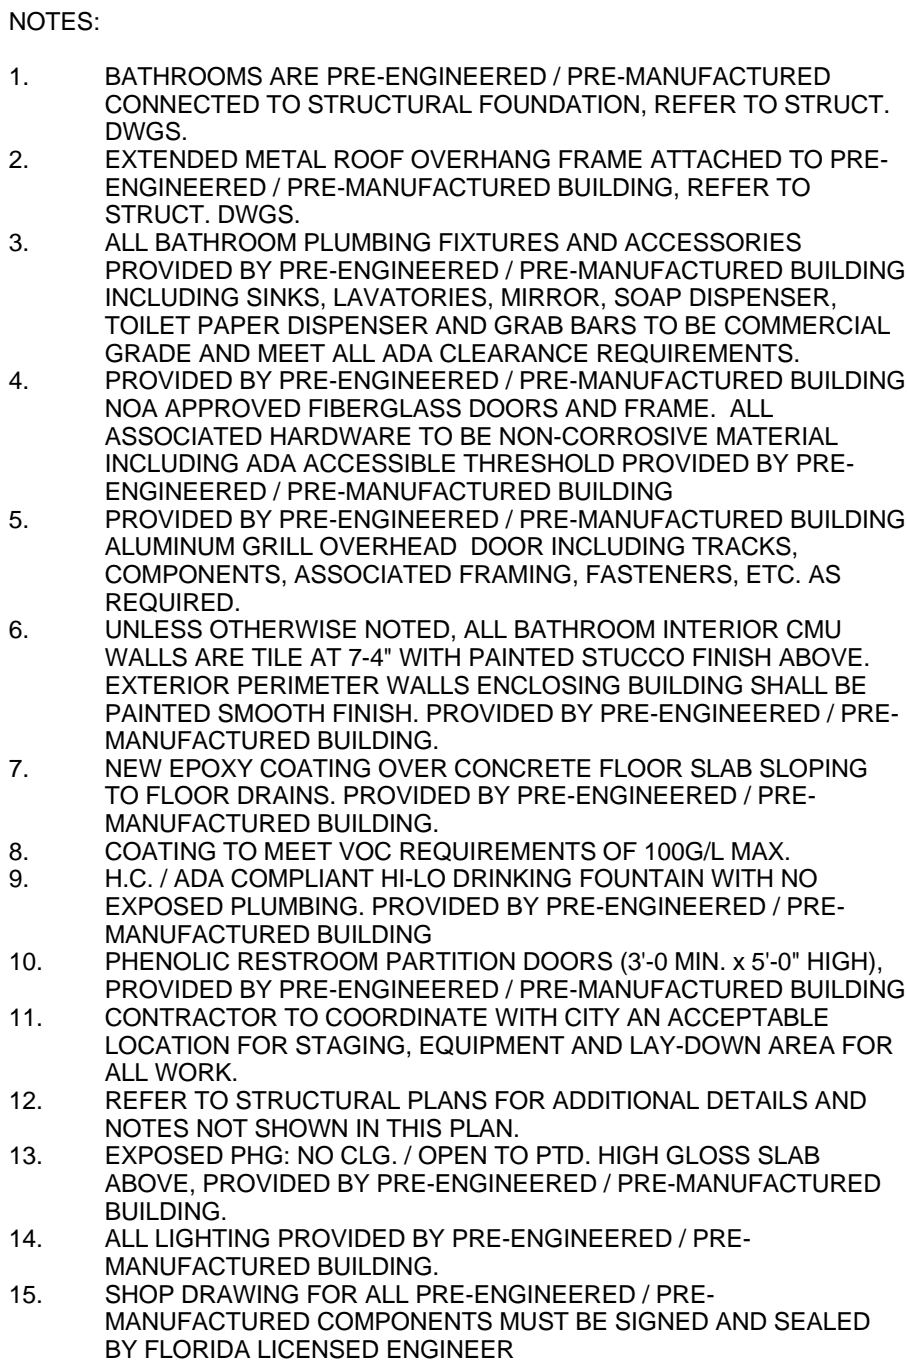 NOTES:
1. BATHROOMS ARE PRE-ENGINEERED / PRE-MANUFACTURED
CONNECTED TO STRUCTURAL FOUNDATION, REFER TO STRUCT.
DWGS.
2. EXTENDED METAL ROOF OVERHANG FRAME ATTACHED TO PRE-
ENGINEERED / PRE-MANUFACTURED BUILDING, REFER TO
STRUCT. DWGS.
3. ALL BATHROOM PLUMBING FIXTURES AND ACCESSORIES
PROVIDED BY PRE-ENGINEERED / PRE-MANUFACTURED BUILDING
INCLUDING SINKS, LAVATORIES, MIRROR, SOAP DISPENSER,
TOILET PAPER DISPENSER AND GRAB BARS TO BE COMMERCIAL
GRADE AND MEET ALL ADA CLEARANCE REQUIREMENTS.
4. PROVIDED BY PRE-ENGINEERED / PRE-MANUFACTURED BUILDING
NOA APPROVED FIBERGLASS DOORS AND FRAME.  ALL
ASSOCIATED HARDWARE TO BE NON-CORROSIVE MATERIAL
INCLUDING ADA ACCESSIBLE THRESHOLD PROVIDED BY PRE-
ENGINEERED / PRE-MANUFACTURED BUILDING
5. PROVIDED BY PRE-ENGINEERED / PRE-MANUFACTURED BUILDING
ALUMINUM GRILL OVERHEAD  DOOR INCLUDING TRACKS,
COMPONENTS, ASSOCIATED FRAMING, FASTENERS, ETC. AS
REQUIRED.
6. UNLESS OTHERWISE NOTED, ALL BATHROOM INTERIOR CMU
WALLS ARE TILE AT 7-4" WITH PAINTED STUCCO FINISH ABOVE.
EXTERIOR PERIMETER WALLS ENCLOSING BUILDING SHALL BE
PAINTED SMOOTH FINISH. PROVIDED BY PRE-ENGINEERED / PRE-
MANUFACTURED BUILDING.
7. NEW EPOXY COATING OVER CONCRETE FLOOR SLAB SLOPING
TO FLOOR DRAINS. PROVIDED BY PRE-ENGINEERED / PRE-
MANUFACTURED BUILDING.
8. COATING TO MEET VOC REQUIREMENTS OF 100G/L MAX.
9. H.C. / ADA COMPLIANT HI-LO DRINKING FOUNTAIN WITH NO
EXPOSED PLUMBING. PROVIDED BY PRE-ENGINEERED / PRE-
MANUFACTURED BUILDING
10. PHENOLIC RESTROOM PARTITION DOORS (3'-0 MIN. x 5'-0" HIGH),
PROVIDED BY PRE-ENGINEERED / PRE-MANUFACTURED BUILDING
11. CONTRACTOR TO COORDINATE WITH CITY AN ACCEPTABLE
LOCATION FOR STAGING, EQUIPMENT AND LAY-DOWN AREA FOR
ALL WORK.
12. REFER TO STRUCTURAL PLANS FOR ADDITIONAL DETAILS AND
NOTES NOT SHOWN IN THIS PLAN.
13. EXPOSED PHG: NO CLG. / OPEN TO PTD. HIGH GLOSS SLAB
ABOVE, PROVIDED BY PRE-ENGINEERED / PRE-MANUFACTURED
BUILDING.
14. ALL LIGHTING PROVIDED BY PRE-ENGINEERED / PRE-
MANUFACTURED BUILDING.
15. SHOP DRAWING FOR ALL PRE-ENGINEERED / PRE-
MANUFACTURED COMPONENTS MUST BE SIGNED AND SEALED
BY FLORIDA LICENSED ENGINEER